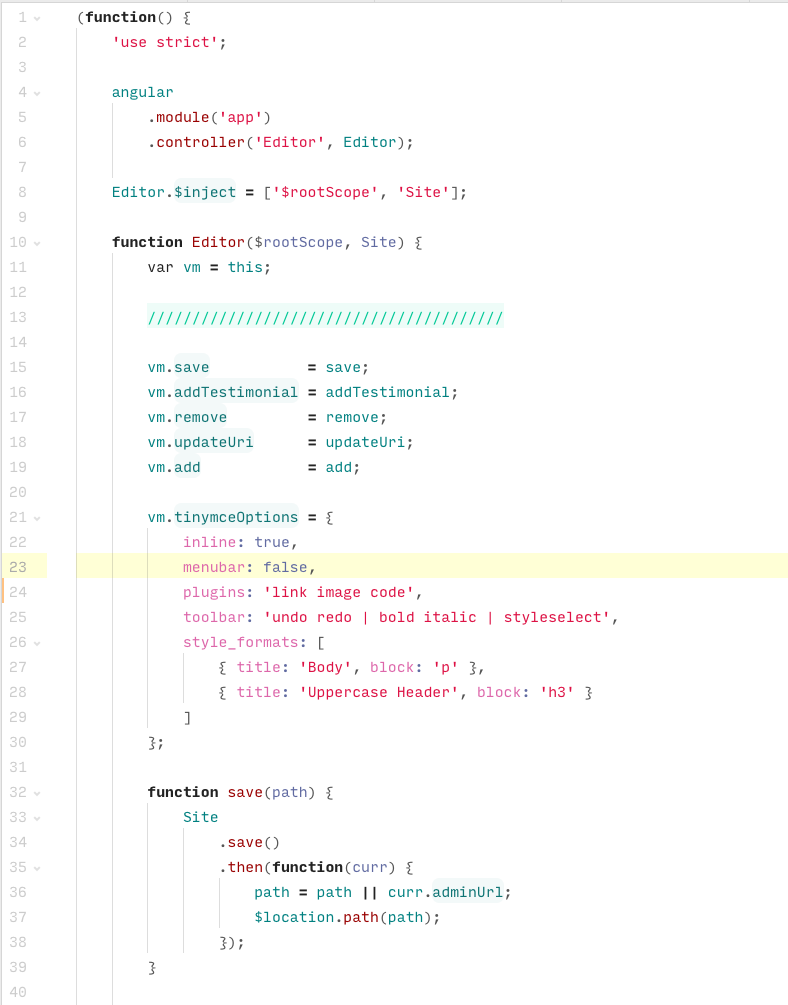 1 (function() {
2     'use strict';
3
4     angular
5         .module('app')
6         .controller('Editor', Editor);
7
8     Editor.$inject = ['$rootScope', 'Site'];
9
10     function Editor($rootScope, Site) {
11         var vm = this;
12
13         ////////////////////////////////////////
14
15         vm.save           = save;
16         vm.addTestimonial = addTestimonial;
17         vm.remove         = remove;
18         vm.updateUri      = updateUri;
19         vm.add            = add;
20
21         vm.tinymceOptions = {
22             inline: true,
23             menubar: false,
24             plugins: 'link image code',
25             toolbar: 'undo redo | bold italic | styleselect',
26             style_formats: [
27                 { title: 'Body', block: 'p' },
28                 { title: 'Uppercase Header', block: 'h3' }
29             ]
30         };
31
32         function save(path) {
33             Site
34                 .save()
35                 .then(function(curr) {
36                     path = path || curr.adminUrl;
37                     $location.path(path);
38                 });
39         }
40